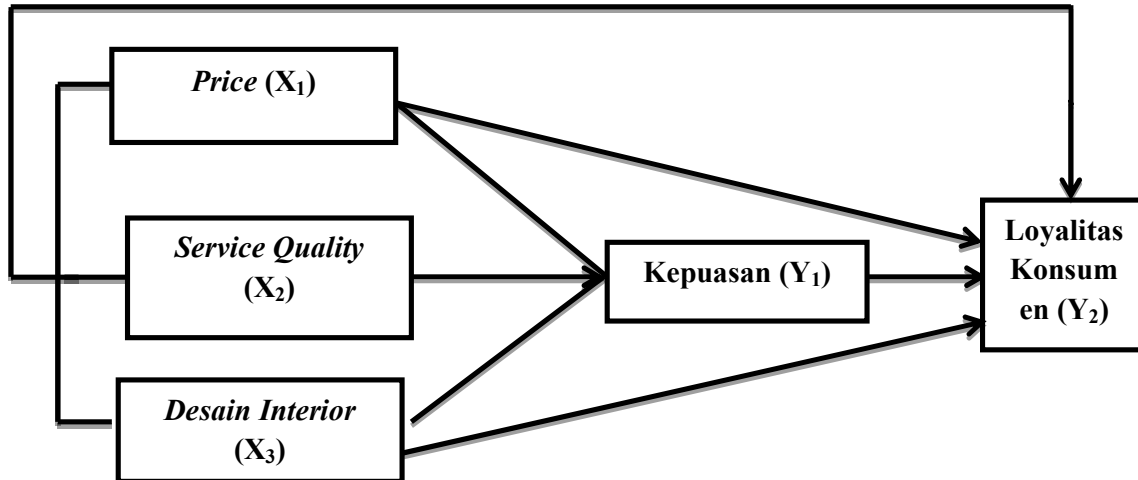 Price (X₁)
Service Quality
(X₂)
Desain Interior
(X₃)
Kepuasan (Y₁)
Loyalitas
Konsum
en (Y₂)